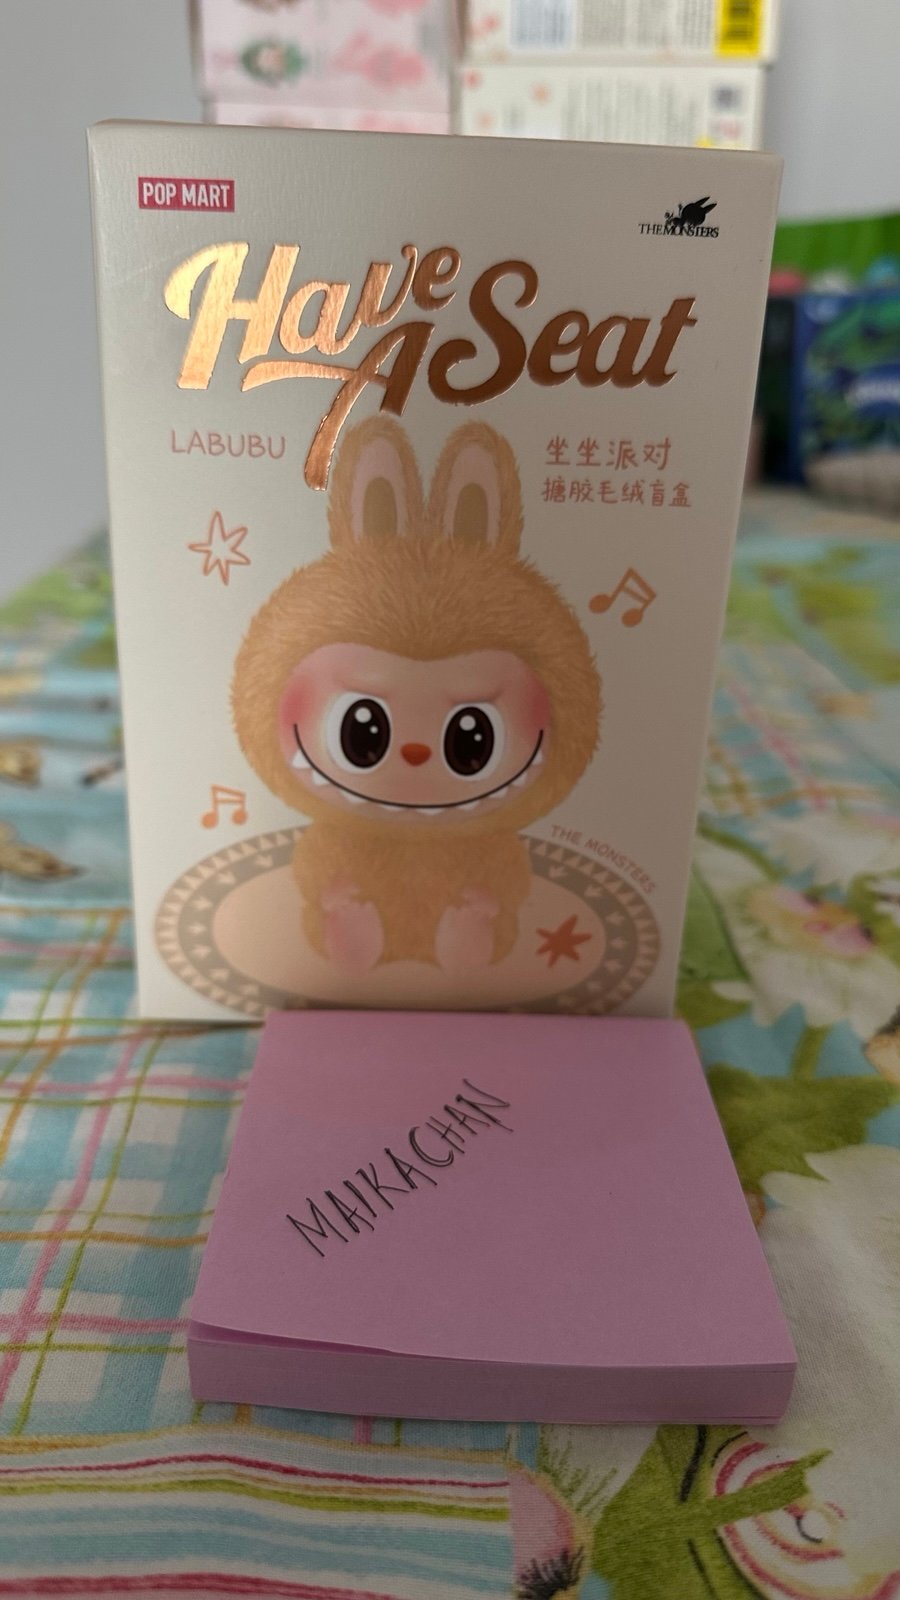 POP MART
THE MONSTERS
Have
A Seat
LABUBU
坐坐派对
搪胶毛绒盲盒
THE MONSTERS
MAIKACHAN